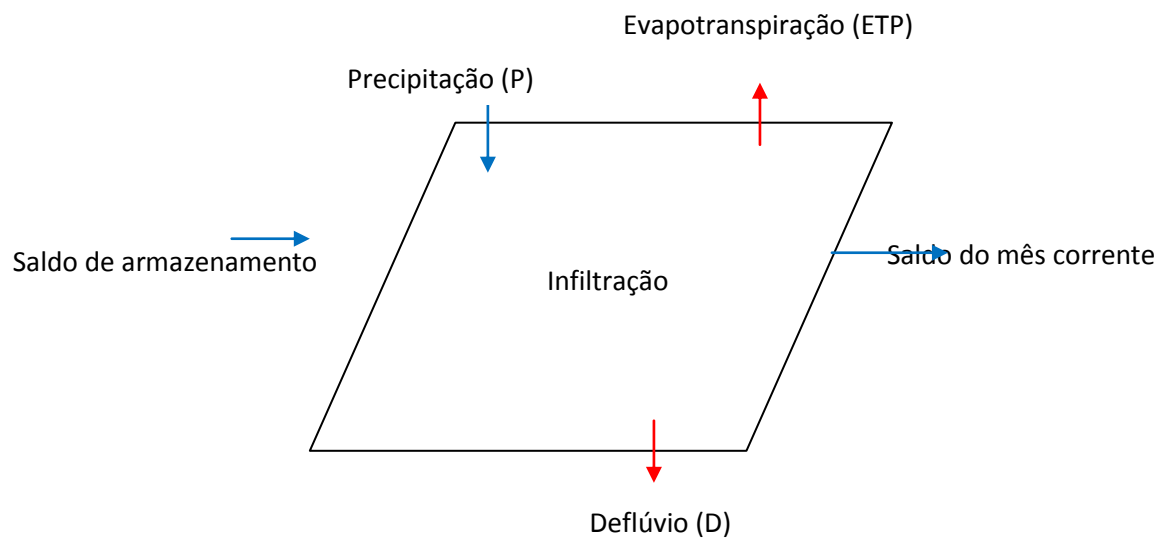 Evapotranspiração (ETP)
Precipitação (P)
Saldo de armazenamento
Saldo do mês corrente
Infiltração
Deflúvio (D)